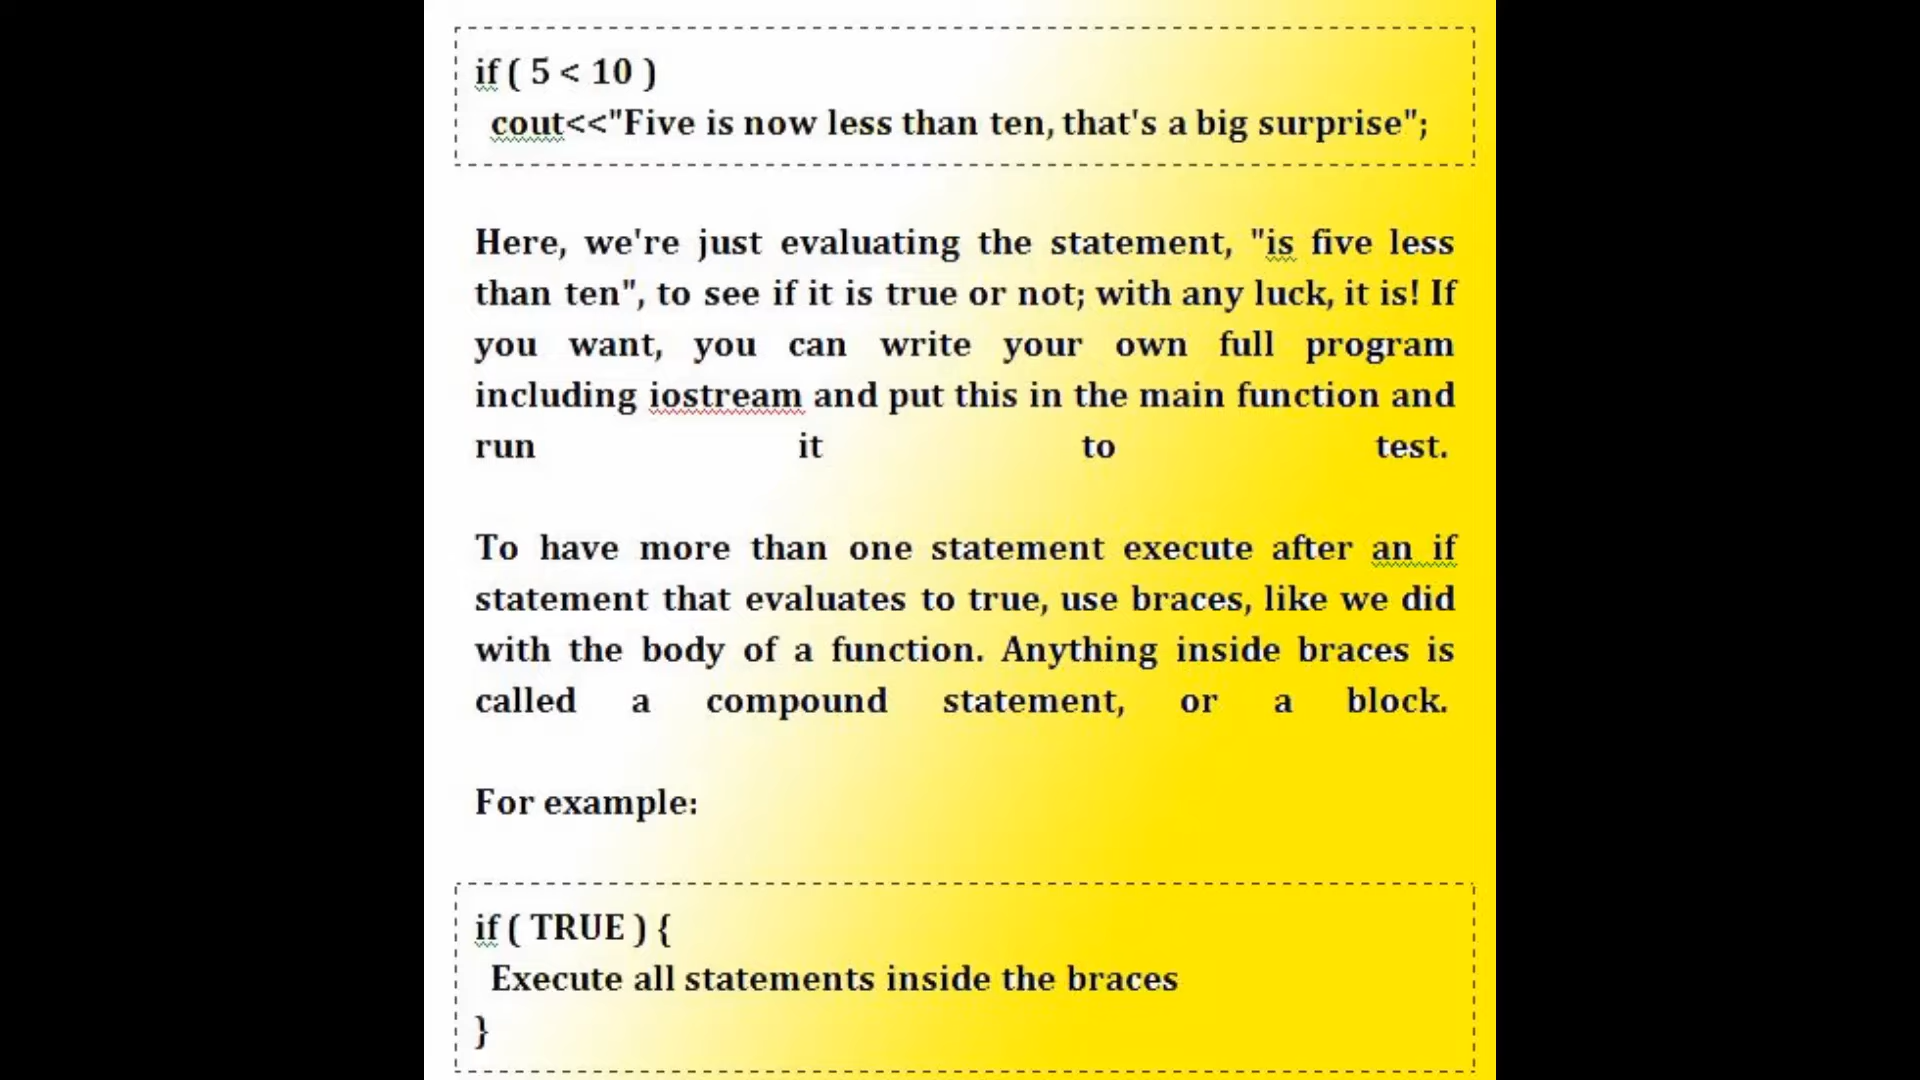 if ( 5 < 10 )
cout<<"Five is now less than ten, that's a big surprise";
Here, we're just evaluating the statement, "is five less
than ten", to see if it is true or not; with any luck, it is! If
you want, you can write your own full program
including iostream and put this in the main function and
run it to test.
To have more than one statement execute after an if
statement that evaluates to true, use braces, like we did
with the body of a function. Anything inside braces is
called a compound statement, or a block.
For example:
if ( TRUE ) {
Execute all statements inside the braces
}